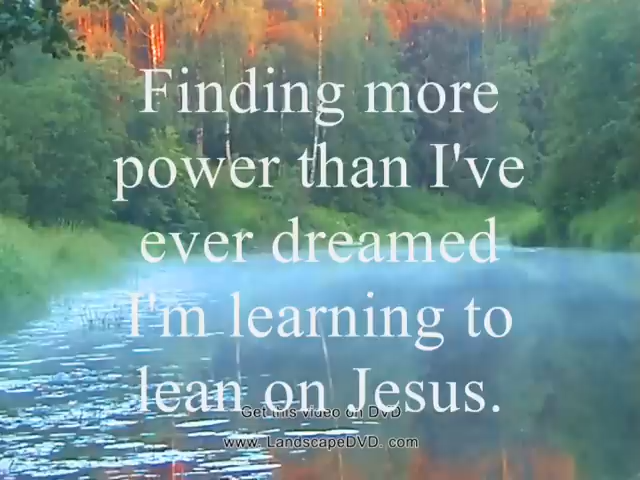 Finding more
power than I've
ever dreamed
I'm learning to
lean on Jesus.
Get this video on DVD
www. LandscapeDVD. com